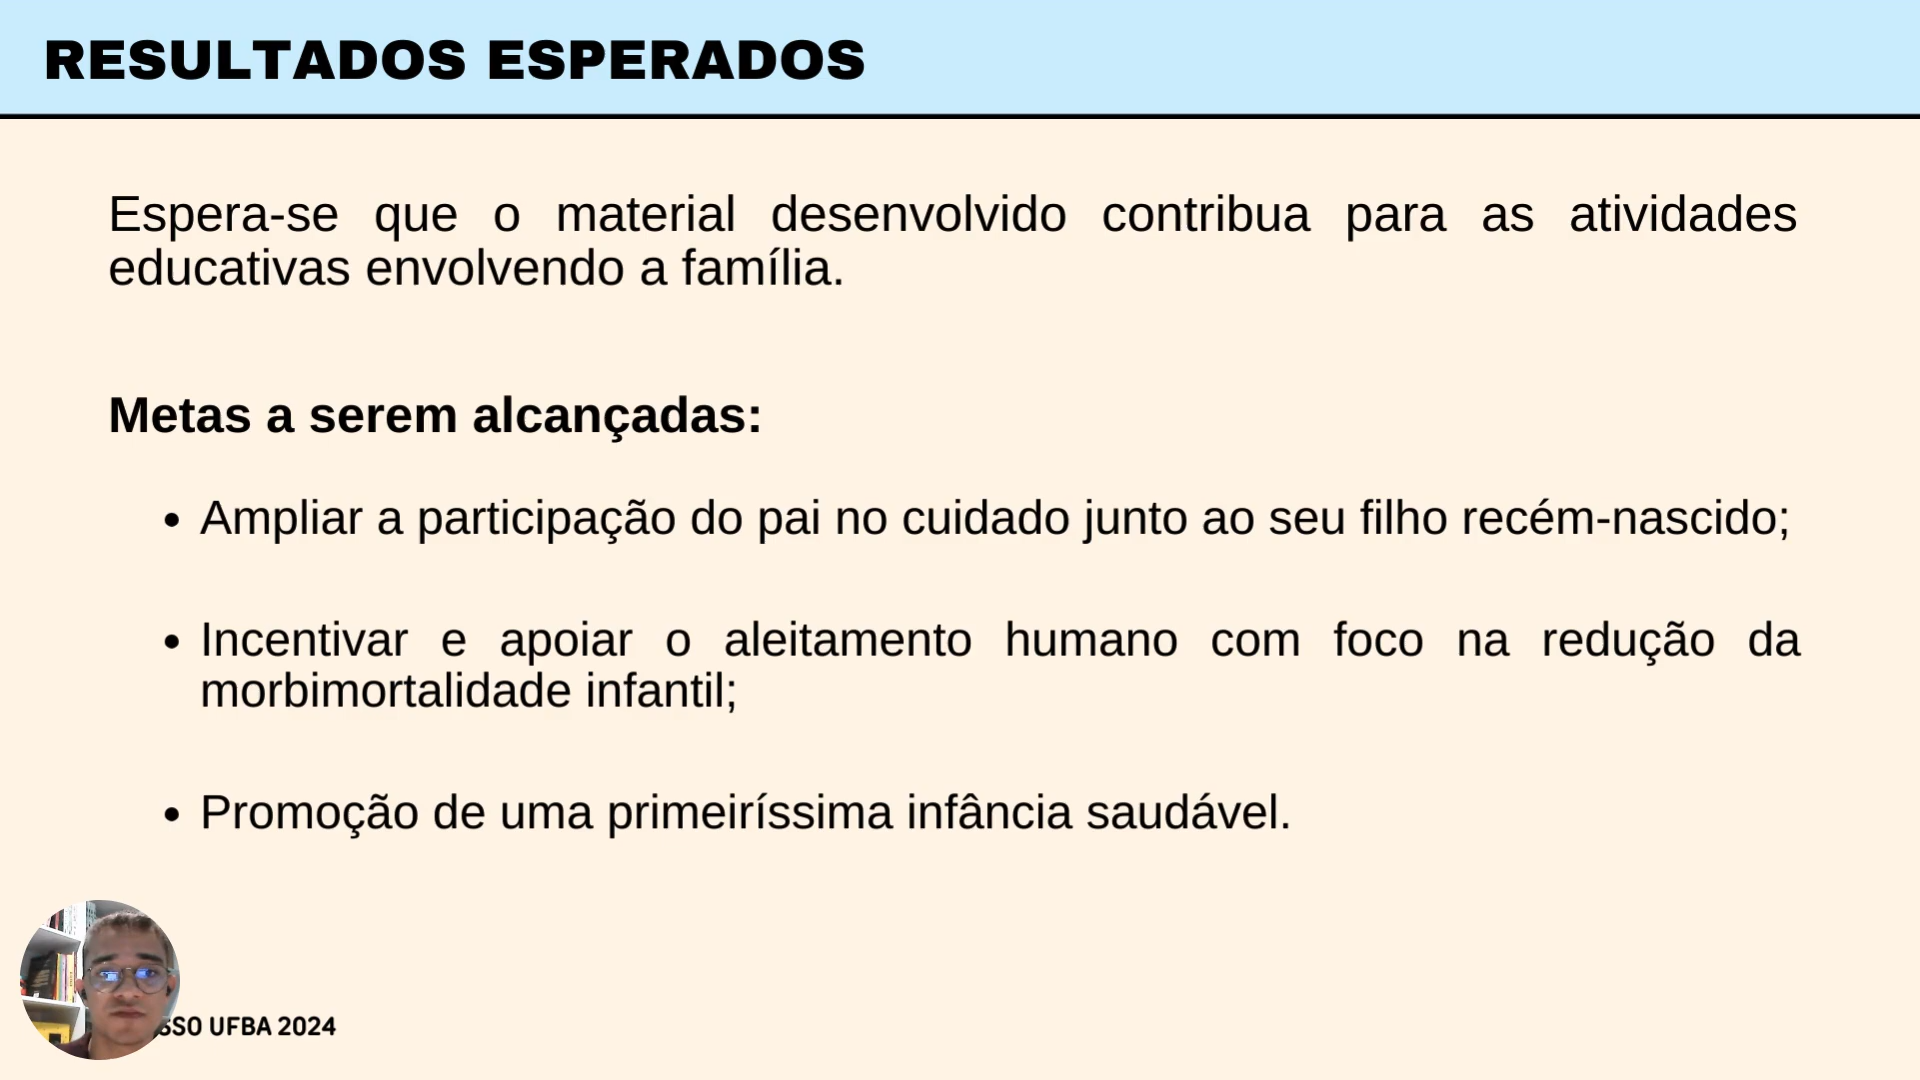 RESULTADOS ESPERADOS
Espera-se que o material desenvolvido contribua para as atividades
educativas envolvendo a família.
Metas a serem alcançadas:
• Ampliar a participação do pai no cuidado junto ao seu filho recém-nascido;
• Incentivar e apoiar o aleitamento humano com foco na redução da
morbimortalidade infantil;
• Promoção de uma primeiríssima infância saudável.
UFBA 2024